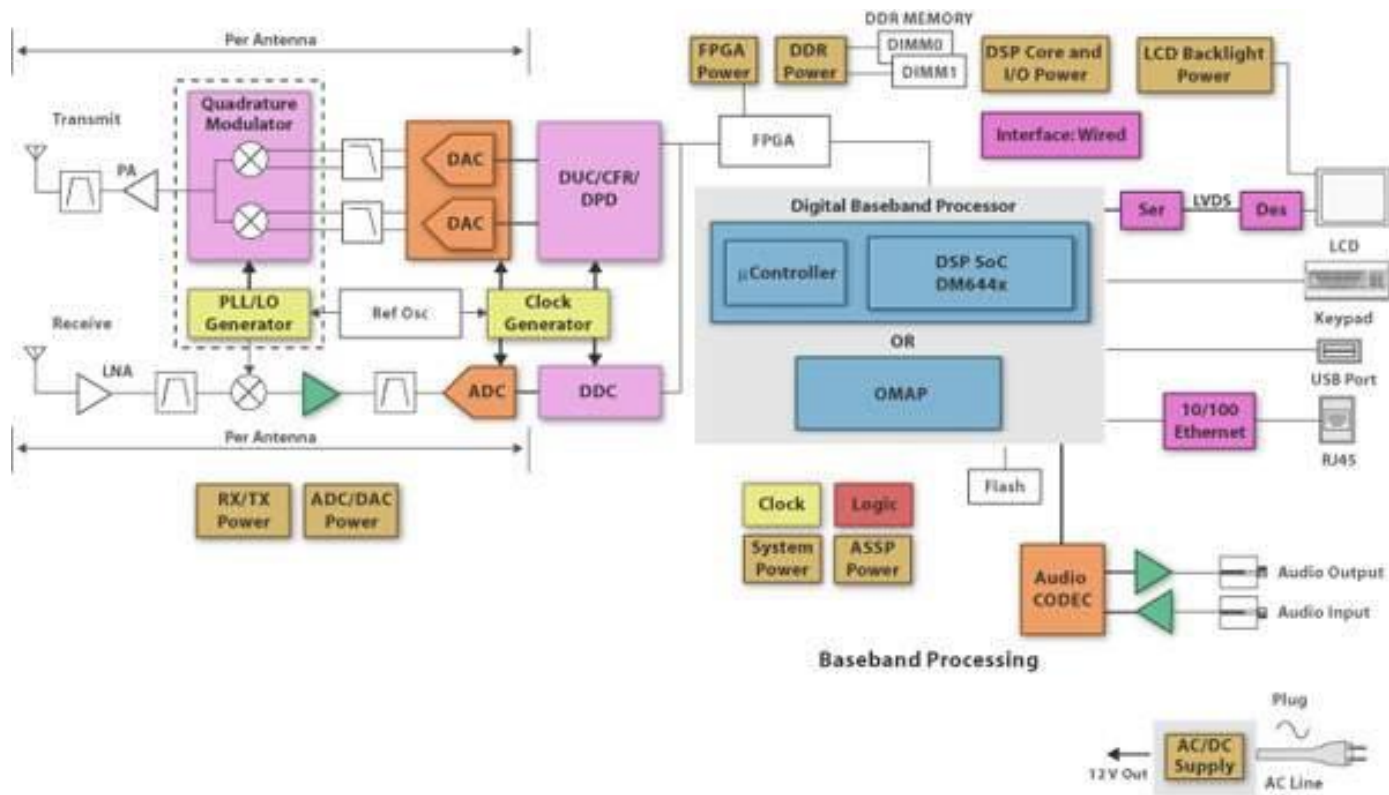 Per Antenna
Transmit
PA
Quadrature
Modulator
DAC
DAC
DUC/CFR/
DPD
PLL/LO
Generator
Ref Osc
Clock
Generator
Receive
LNA
ADC
DDC
Per Antenna
RX/TX
Power
ADC/DAC
Power
FPGA
Power
DDR
Power
DDR MEMORY
DIMM0
DIMM1
DSP Core and
I/O Power
LCD Backlight
Power
FPGA
Interface: Wired
Digital Baseband Processor
µController
DSP SoC
DM644x
OR
OMAP
Ser
LVDS
Des
LCD
Keypad
USB Port
10/100
Ethernet
RJ45
Flash
Clock
Logic
System
Power
ASSP
Power
Audio
CODEC
Audio Output
Audio Input
Baseband Processing
Plug
AC/DC
Supply
12 V Out
AC Line